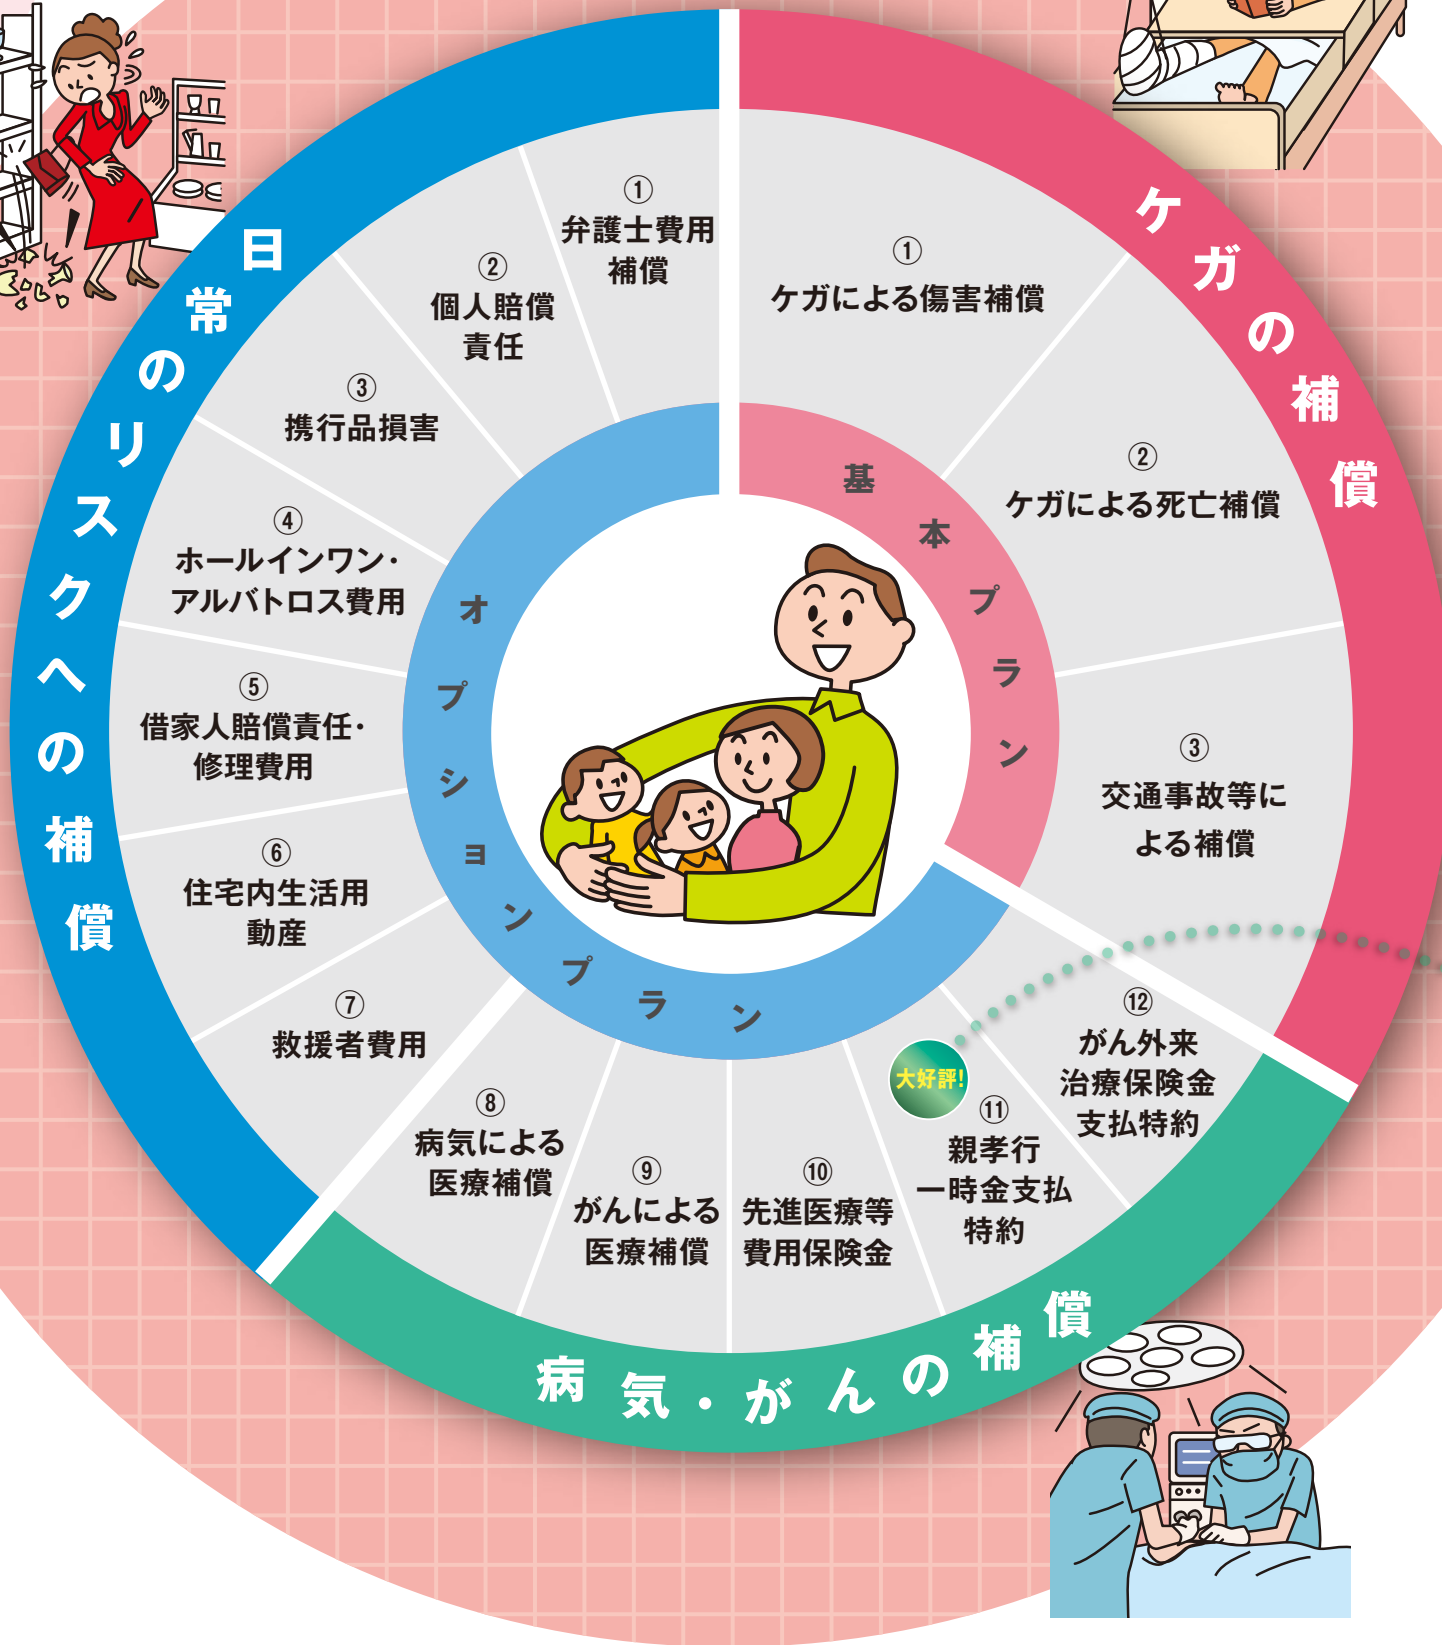 ケガの補償
基本プラン
①
ケガによる傷害補償
②
ケガによる死亡補償
③
交通事故等に
よる補償
日常のリスクへの補償
オプションプラン
①
弁護士費用
補償
②
個人賠償
責任
③
携行品損害
④
ホールインワン・
アルバトロス費用
⑤
借家人賠償責任・
修理費用
⑥
住宅内生活用
動産
⑦
救援者費用
病気・がんの補償
⑧
病気による
医療補償
⑨
がんによる
医療補償
⑩
先進医療等
費用保険金
大好評!
⑪
親孝行
一時金支払
特約
⑫
がん外来
治療保険金
支払特約